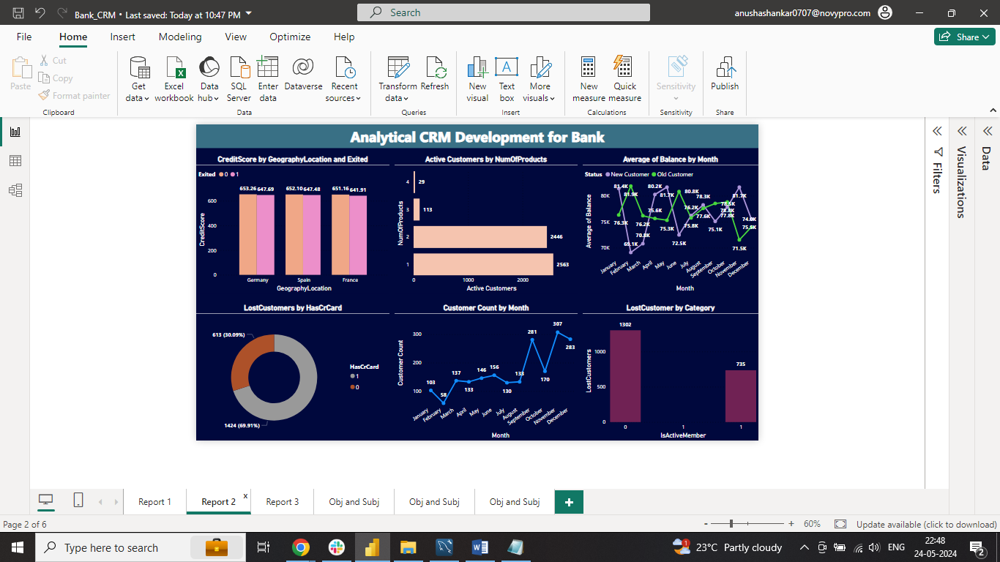 Bank_CRM • Last saved: Today at 10:47 PM
Search
anushashankar0707@novypro.com
File Home Insert Modeling View Optimize Help
Share
Paste
Cut
Copy
Format painter
Clipboard
Get data
Excel workbook
Data hub
SQL Server
Enter data
Dataverse
Recent sources
Data
Transform data
Refresh
Queries
New visual
Text box
More visuals
Insert
New measure
Quick measure
Calculations
Sensitivity
Sensitivity
Publish
Share
Analytical CRM Development for Bank
CreditScore by GeographyLocation and Exited
Exited 0 1
653.26 647.69 652.10 647.48 651.16 641.91
600
400
200
0
CreditScore
Germany Spain France
GeographyLocation
Active Customers by NumOfProducts
NumOfProducts
4 29
3 113
2 2446
1 2563
0 1000 2000
Active Customers
Average of Balance by Month
Status New Customer Old Customer
Average of Balance
80K
75K
70K
81.4K
81.9K
80.2K
81.7K
80.8K
78.3K
81.7K
76.3K
76.2K
75.6K
75.3K
76.2K
77.6K
78.5K
78.8K
77.8K
74.0K
69.1K
70.8K
72.5K
75.8K
75.1K
75.5K
71.5K
January February March April May June July August September October November December
Month
LostCustomers by HasCrCard
613 (30.09%)
1424 (69.91%)
HasCrCard
1
0
Customer Count by Month
Customer Count
300
200
100
103
58
137
133
146
156
130
133
281
170
307
283
January February March April May June July August September October November December
Month
LostCustomer by Category
LostCustomers
1000
500
0
1302
735
0 1 1
IsActiveMember
Filters
Visualizations
Data
Report 1
Report 2
x
Report 3
Obj and Subj
Obj and Subj
Obj and Subj
+
Page 2 of 6
- + 60%
Update available (click to download)
Type here to search
1
23°C Partly cloudy
ENG
22:48
24-05-2024
2